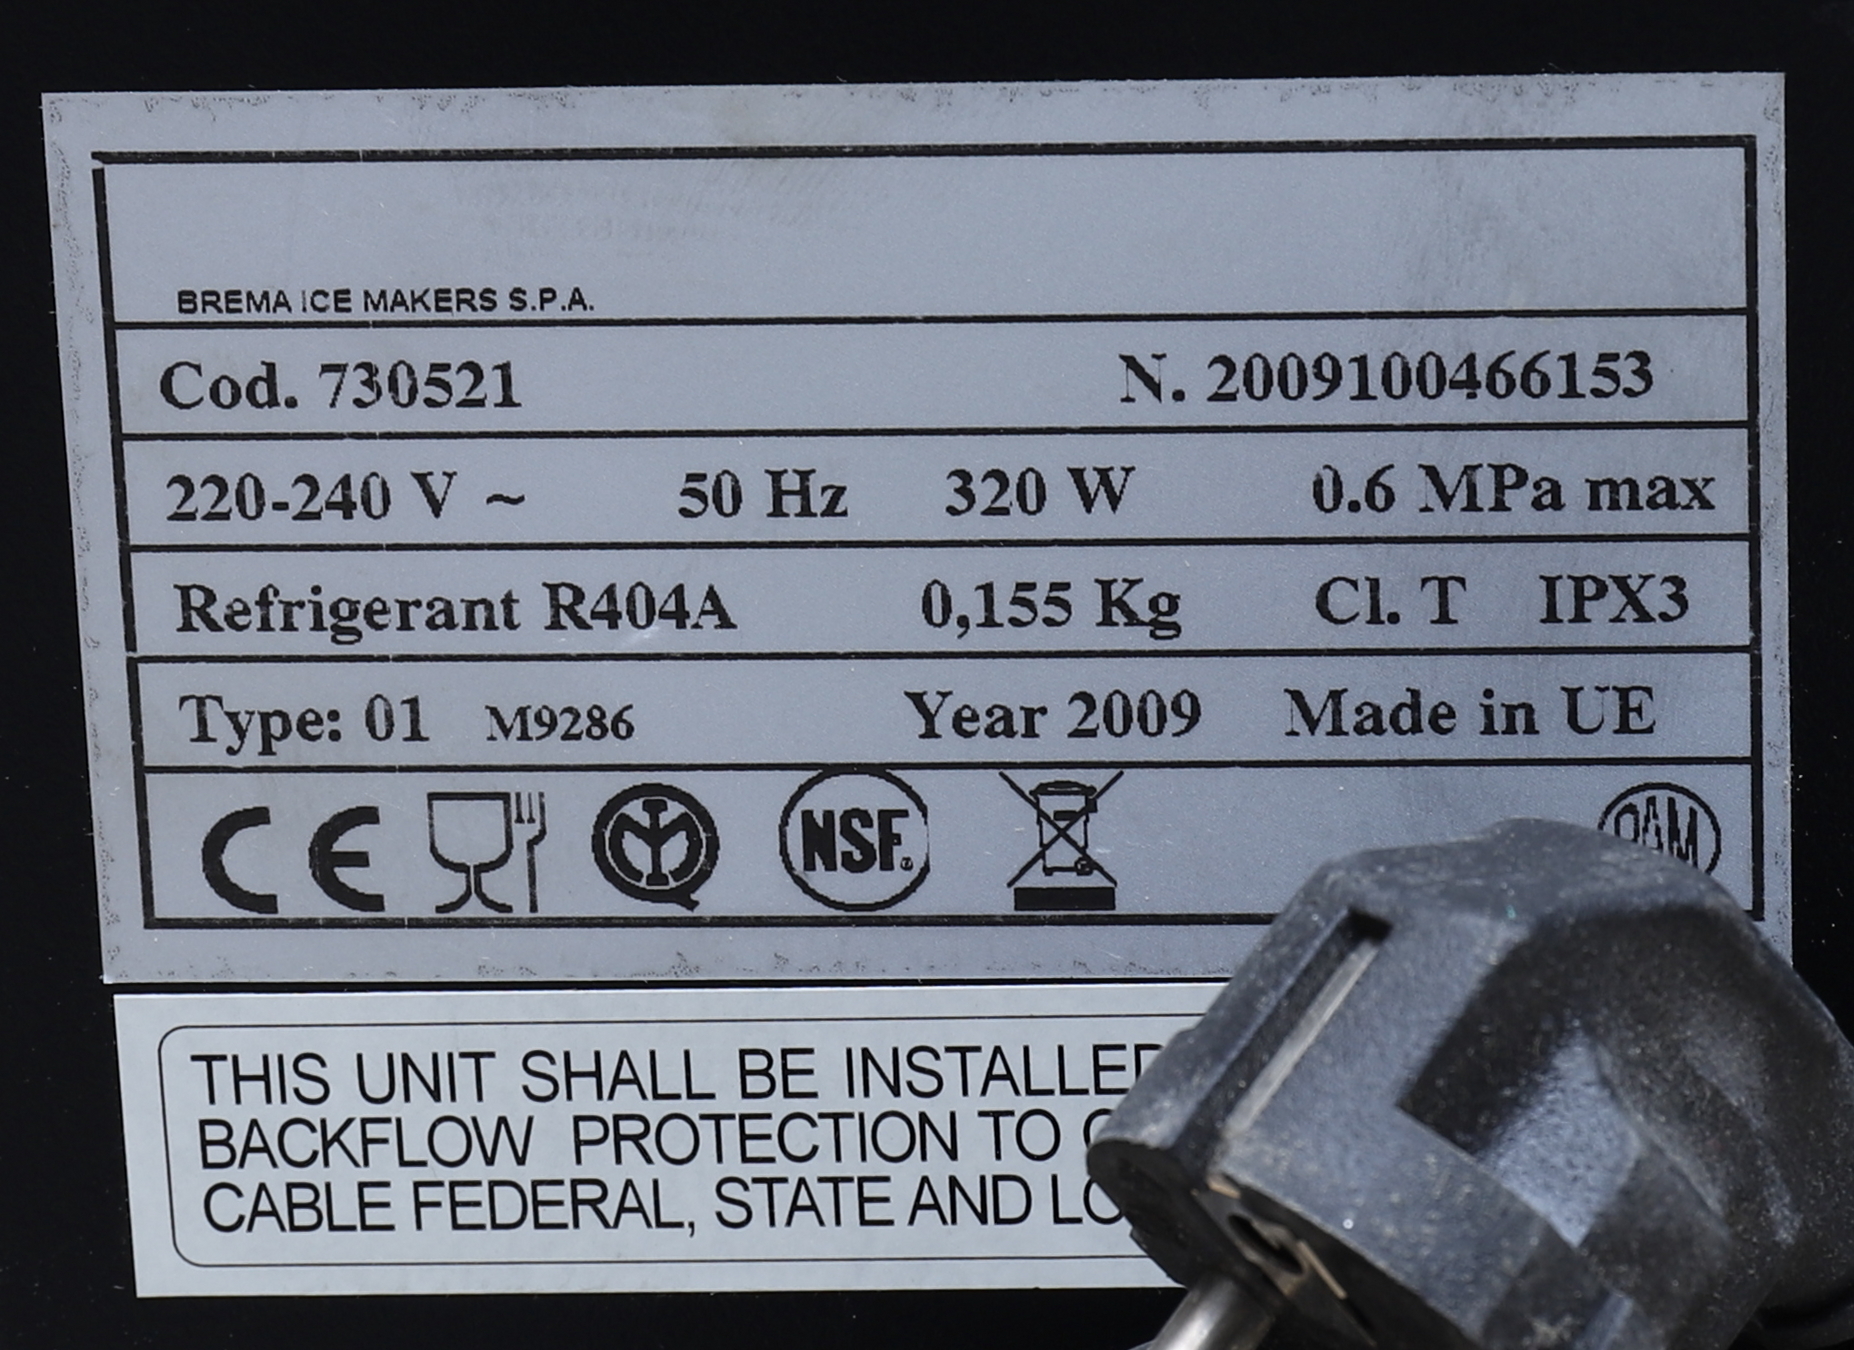 BREMA ICE MAKERS S.P.A.
Cod. 730521 N. 2009100466153
220-240 V ~ 50 Hz 320 W 0.6 MPa max
Refrigerant R404A 0,155 Kg Cl. T IPX3
Type: 01 M9286 Year 2009 Made in UE
CE NSF
THIS UNIT SHALL BE INSTALLED
BACKFLOW PROTECTION TO
CABLE FEDERAL, STATE AND